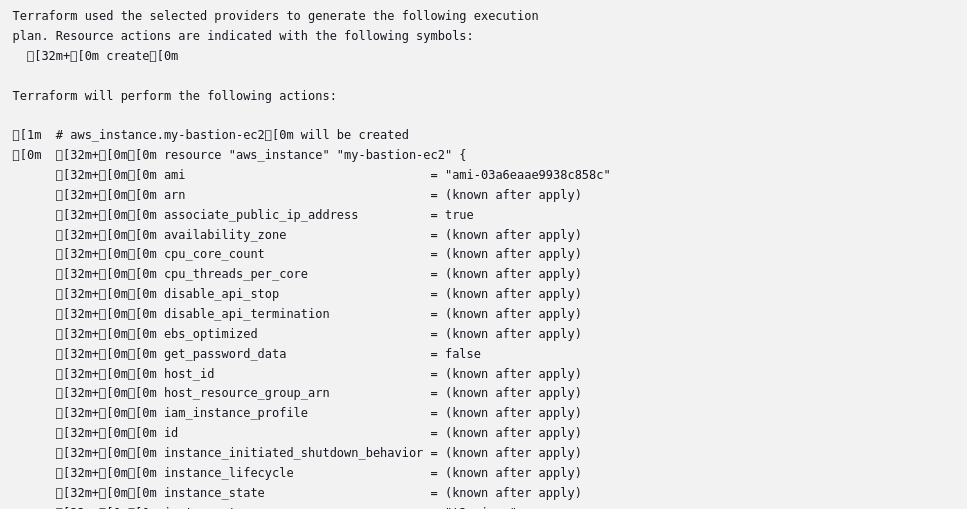 Terraform used the selected providers to generate the following execution
plan. Resource actions are indicated with the following symbols:
  □[32m+□[0m create□[0m
Terraform will perform the following actions:
□[1m  # aws_instance.my-bastion-ec2□[0m will be created
□[0m  □[32m+□[0m□[0m resource "aws_instance" "my-bastion-ec2" {
      □[32m+□[0m□[0m ami                                  = "ami-03a6eaae9938c858c"
      □[32m+□[0m□[0m arn                                  = (known after apply)
      □[32m+□[0m□[0m associate_public_ip_address          = true
      □[32m+□[0m□[0m availability_zone                    = (known after apply)
      □[32m+□[0m□[0m cpu_core_count                       = (known after apply)
      □[32m+□[0m□[0m cpu_threads_per_core                 = (known after apply)
      □[32m+□[0m□[0m disable_api_stop                     = (known after apply)
      □[32m+□[0m□[0m disable_api_termination              = (known after apply)
      □[32m+□[0m□[0m ebs_optimized                        = (known after apply)
      □[32m+□[0m□[0m get_password_data                    = false
      □[32m+□[0m□[0m host_id                              = (known after apply)
      □[32m+□[0m□[0m host_resource_group_arn              = (known after apply)
      □[32m+□[0m□[0m iam_instance_profile                 = (known after apply)
      □[32m+□[0m□[0m id                                   = (known after apply)
      □[32m+□[0m□[0m instance_initiated_shutdown_behavior = (known after apply)
      □[32m+□[0m□[0m instance_lifecycle                   = (known after apply)
      □[32m+□[0m□[0m instance_state                       = (known after apply)